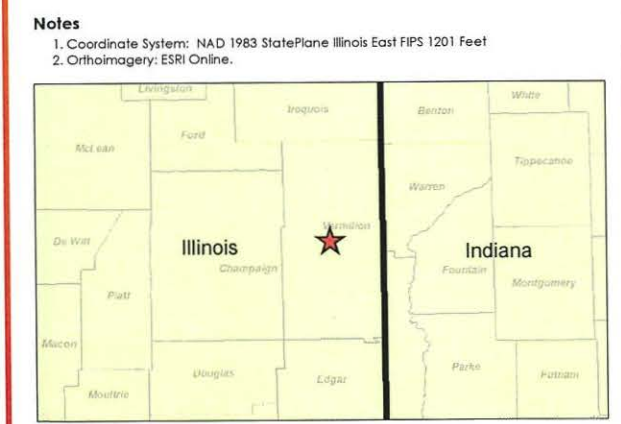 Notes
1. Coordinate System: NAD 1983 StatePlane Illinois East FIPS 1201 Feet
2. Orthoimagery: ESRI Online.
Livingston
White
Iroquois
Benton
Ford
McLean
Tippecanoe
Warren
Vermilion
De Witt
Illinois
Indiana
Champaign
Fountain
Montgomery
Piatt
Macon
Parke
Douglas
Putnam
Edgar
Moultrie